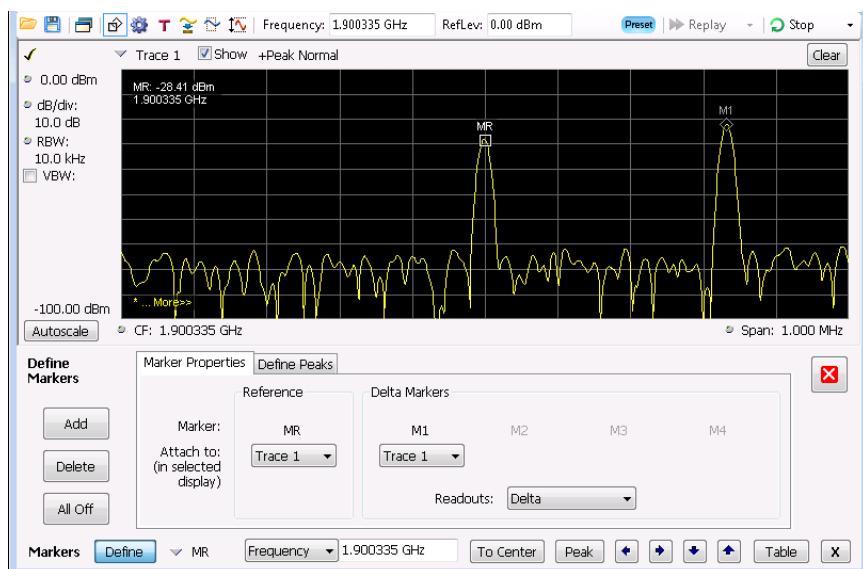 T Frequency: 1.900335 GHz RefLev: 0.00 dBm Preset Replay Stop
Trace 1 Show +Peak Normal Clear
0.00 dBm
dB/div:
10.0 dB
RBW:
10.0 kHz
VBW:
-100.00 dBm
Autoscale
MR: -28.41 dBm
1.900335 GHz
MR
M1
* ... More>>
CF: 1.900335 GHz Span: 1.000 MHz
Define
Markers
Add
Delete
All Off
Marker Properties Define Peaks
Reference Delta Markers
Marker: MR M1 M2 M3 M4
Attach to:
(in selected
display)
Trace 1 Trace 1
Readouts: Delta
Markers Define MR Frequency 1.900335 GHz To Center Peak Table X